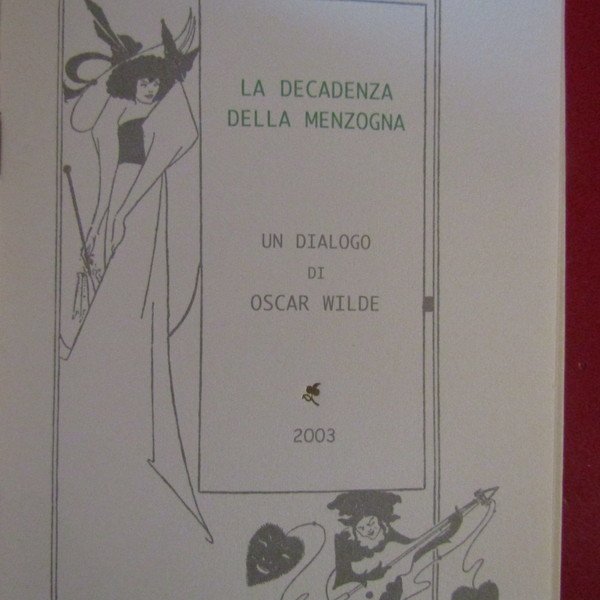 LA DECADENZA
DELLA MENZOGNA
UN DIALOGO
DI
OSCAR WILDE
2003